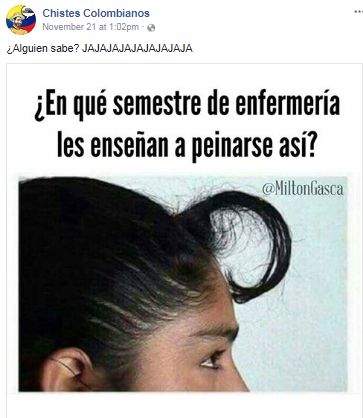 Chistes Colombianos
November 21 at 1:02pm ·
¿Alguien sabe? JAJAJAJAJAJAJAJAJA
¿En qué semestre de enfermería
les enseñan a peinarse así?
@MiltonGasca